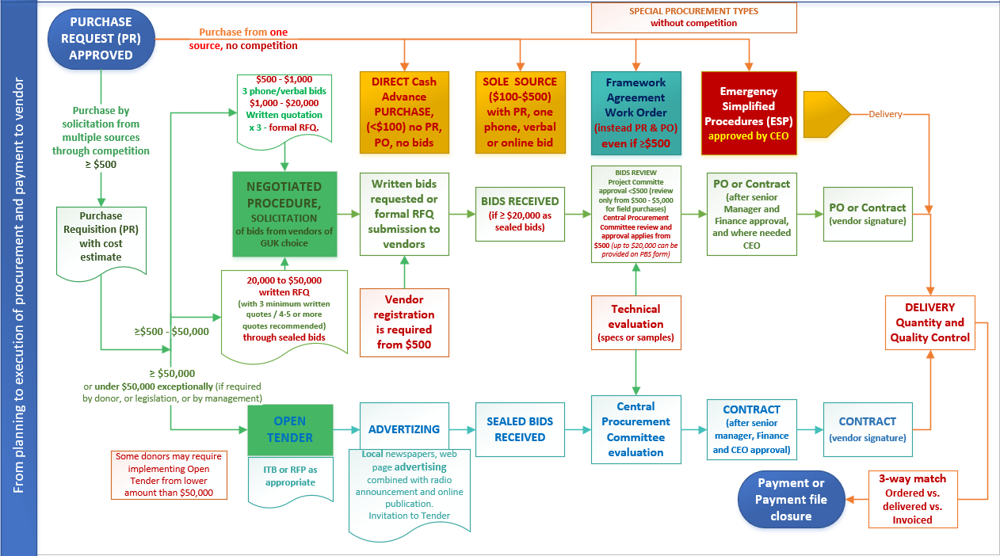 From planning to execution of procurement and payment to vendor
PURCHASE
REQUEST (PR)
APPROVED
Purchase from one
source, no competition
SPECIAL PROCUREMENT TYPES
without competition
Purchase by
solicitation from
multiple sources
through competition
≥ $500
$500 - $1,000
3 phone/verbal bids
$1,000 - $20,000
Written quotation
x 3 - formal RFQ.
DIRECT Cash
Advance
PURCHASE,
(<$100) no PR,
PO, no bids
SOLE SOURCE
($100-$500)
with PR, one
phone, verbal
or online bid
Framework
Agreement
Work Order
(instead PR & PO)
even if ≥$500
Emergency
Simplified
Procedures (ESP)
approved by CEO
Delivery
Purchase
Requisition (PR)
with cost
estimate
NEGOTIATED
PROCEDURE,
SOLICITATION
of bids from vendors of
GUK choice
Written bids
requested or
formal RFQ
submission to
vendors
BIDS RECEIVED
(if ≥ $20,000 as
sealed bids)
BIDS REVIEW
Project Committe
approval <$500 (review
only from $500 - $5,000
for field purchases)
Central Procurement
Committee review and
approval applies from
$500 (up to $20,000 can be
provided on PBS form)
PO or Contract
(after senior
Manager and
Finance approval,
and where needed
CEO
PO or Contract
(vendor signature)
20,000 to $50,000
written RFQ
(with 3 minimum written
quotes / 4-5 or more
quotes recommended)
through sealed bids
Vendor
registration
is required
from $500
Technical
evaluation
(specs or samples)
DELIVERY
Quantity and
Quality Control
≥$500 - $50,000
≥ $50,000
or under $50,000 exceptionally (if required
by donor, or legislation, or by management)
OPEN
TENDER
ADVERTIZING
SEALED BIDS
RECEIVED
Central
Procurement
Committee
evaluation
CONTRACT
(after senior
manager, Finance
and CEO approval)
CONTRACT
(vendor signature)
Some donors may require
implementing Open
Tender from lower
amount than $50,000
ITB or RFP as
appropriate
Local newspapers, web
page advertising
combined with radio
announcement and online
publication.
Invitation to Tender
Payment or
Payment file
closure
3-way match
Ordered vs.
delivered vs.
Invoiced